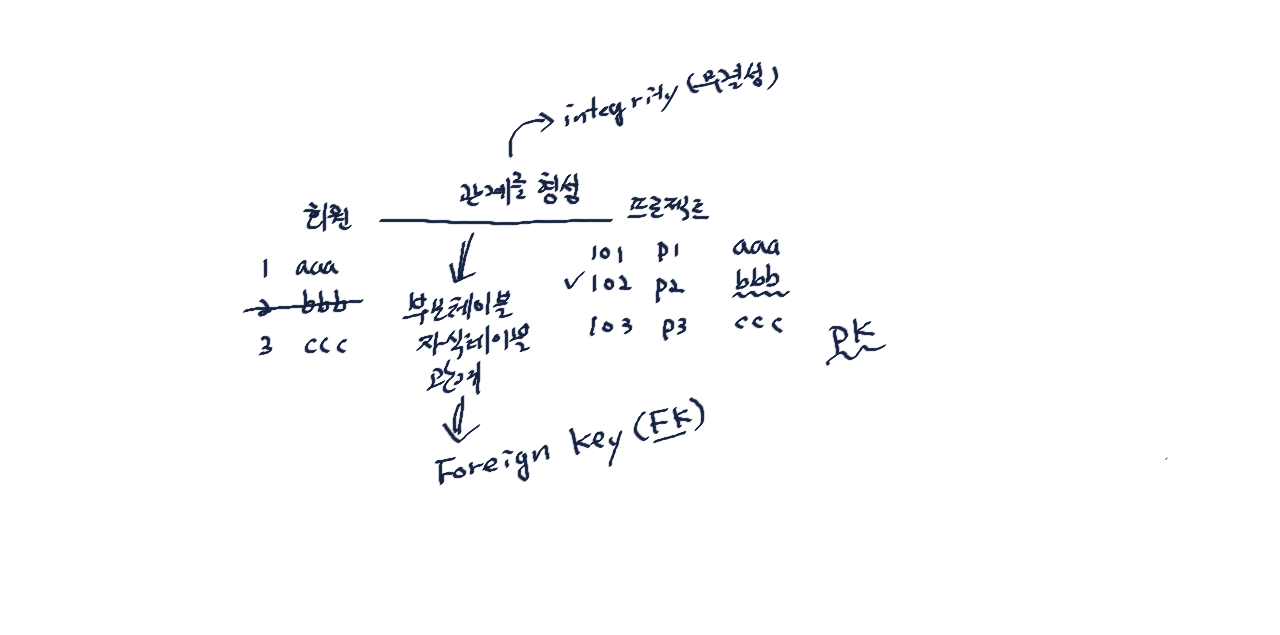 integrity (무결성)
관계를 형성
회원
프로젝트
1 aaa
2 bbb
3 ccc
101 p1 aaa
102 p2 bbb
103 p3 ccc
부모테이블
자식테이블
관계
PK
Foreign key (FK)